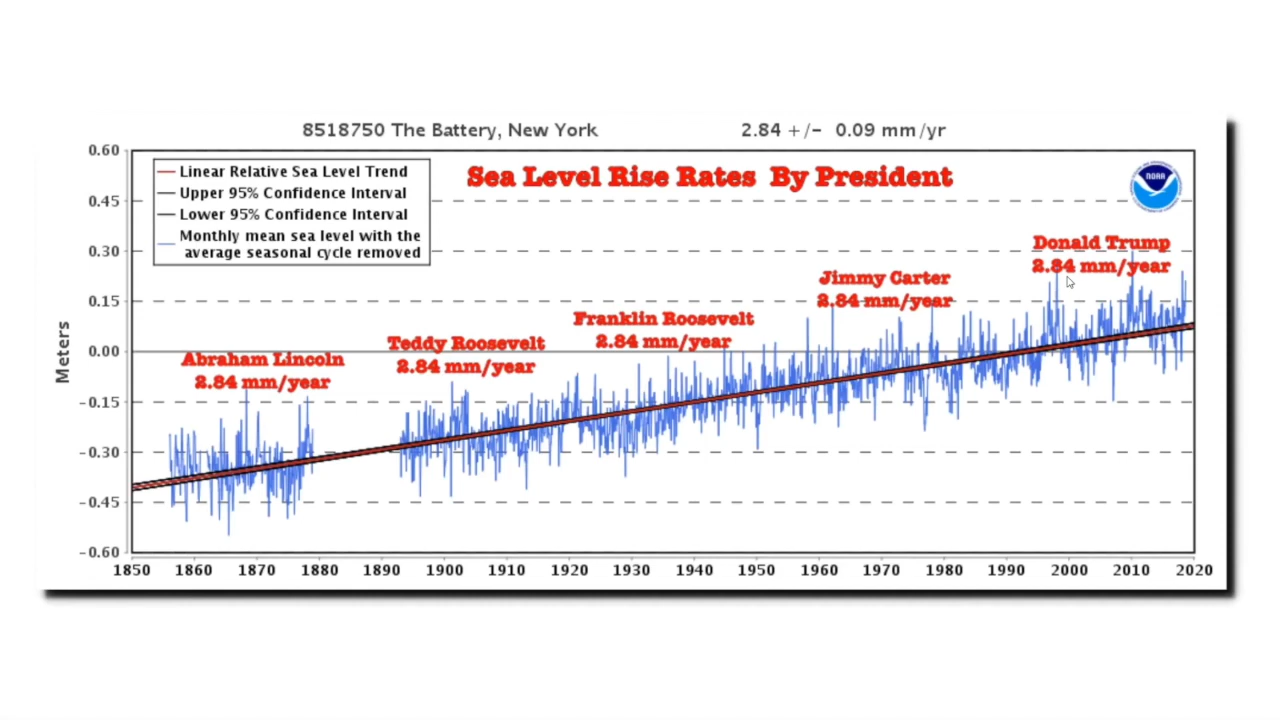 8518750 The Battery, New York 2.84 +/- 0.09 mm/yr
Sea Level Rise Rates By President
Linear Relative Sea Level Trend
Upper 95% Confidence Interval
Lower 95% Confidence Interval
Monthly mean sea level with the
average seasonal cycle removed
NOAA
Donald Trump
2.84 mm/year
Jimmy Carter
2.84 mm/year
Franklin Roosevelt
2.84 mm/year
Teddy Roosevelt
2.84 mm/year
Abraham Lincoln
2.84 mm/year
Meters
0.60
0.45
0.30
0.15
0.00
-0.15
-0.30
-0.45
-0.60
1850 1860 1870 1880 1890 1900 1910 1920 1930 1940 1950 1960 1970 1980 1990 2000 2010 2020